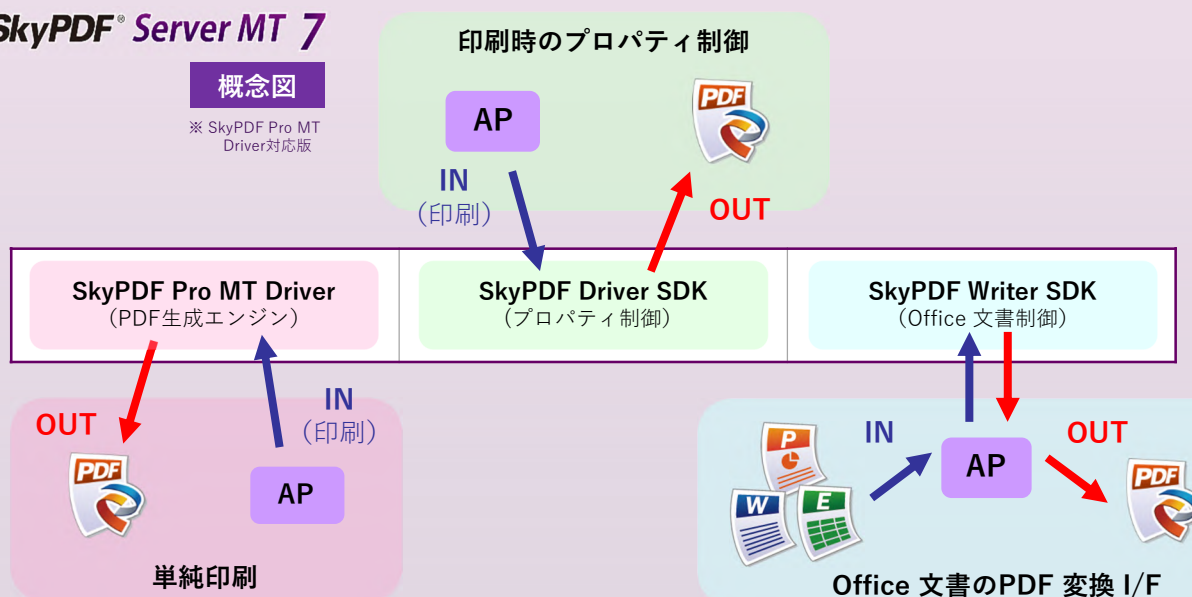 SkyPDF® Server MT 7
概念図
※ SkyPDF Pro MT
Driver対応版
印刷時のプロパティ制御
AP
PDF
IN
（印刷）
OUT
SkyPDF Pro MT Driver
（PDF生成エンジン）
SkyPDF Driver SDK
（プロパティ制御）
SkyPDF Writer SDK
（Office 文書制御）
OUT
IN
（印刷）
PDF
AP
単純印刷
P
W
E
IN
AP
OUT
PDF
Office 文書のPDF 変換 I/F